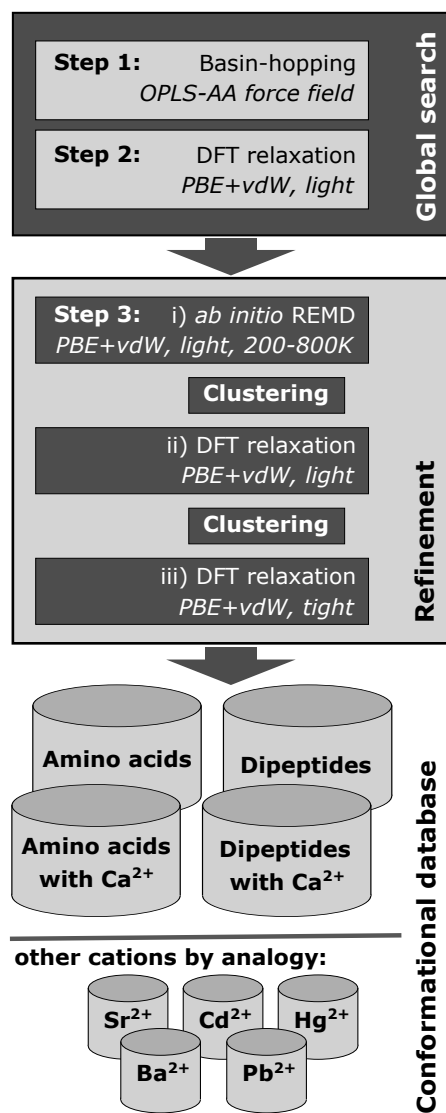 Step 1: Basin-hopping
OPLS-AA force field
Step 2: DFT relaxation
PBE+vdW, light
Global search
Step 3: i) ab initio REMD
PBE+vdW, light, 200-800K
Clustering
ii) DFT relaxation
PBE+vdW, light
Clustering
iii) DFT relaxation
PBE+vdW, tight
Refinement
Amino acids
Dipeptides
Amino acids
with Ca²⁺
Dipeptides
with Ca²⁺
other cations by analogy:
Sr²⁺ Cd²⁺ Hg²⁺
Ba²⁺ Pb²⁺
Conformational database